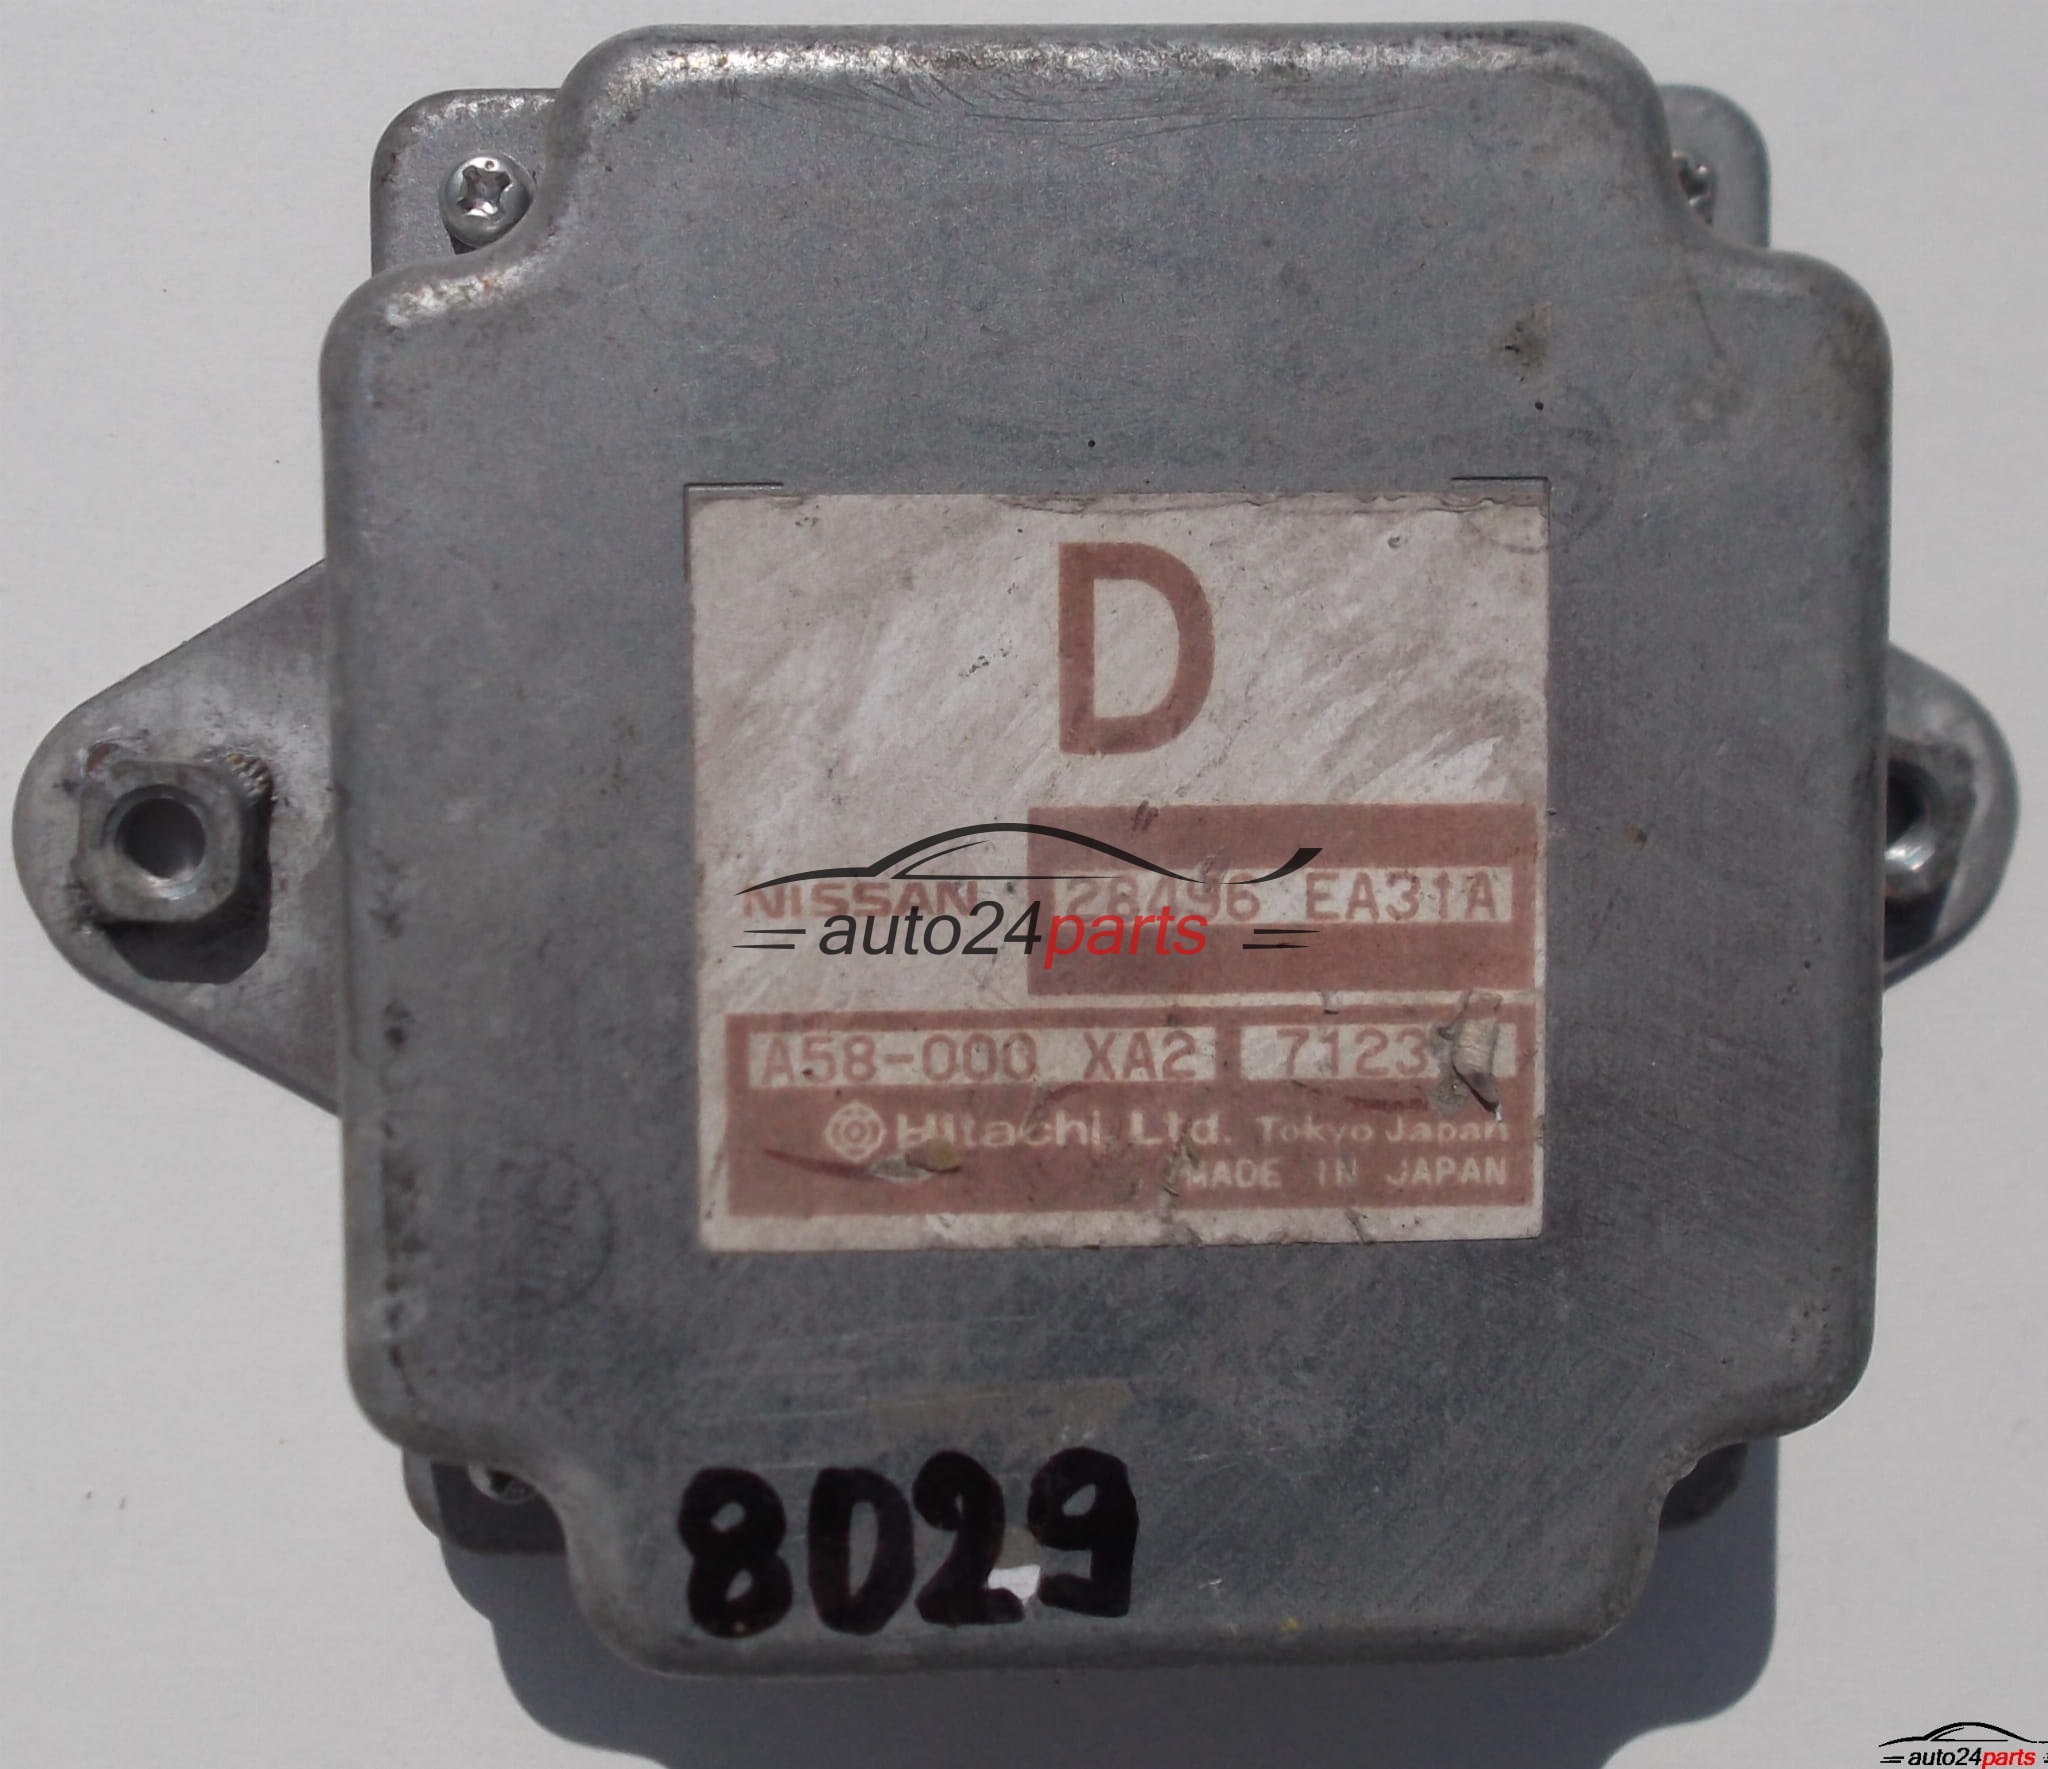 D
NISSAN 28496 EA31A
auto24parts
A58-000 XA2 7123
Hitachi, Ltd. Tokyo Japan
MADE IN JAPAN
8029
auto24parts